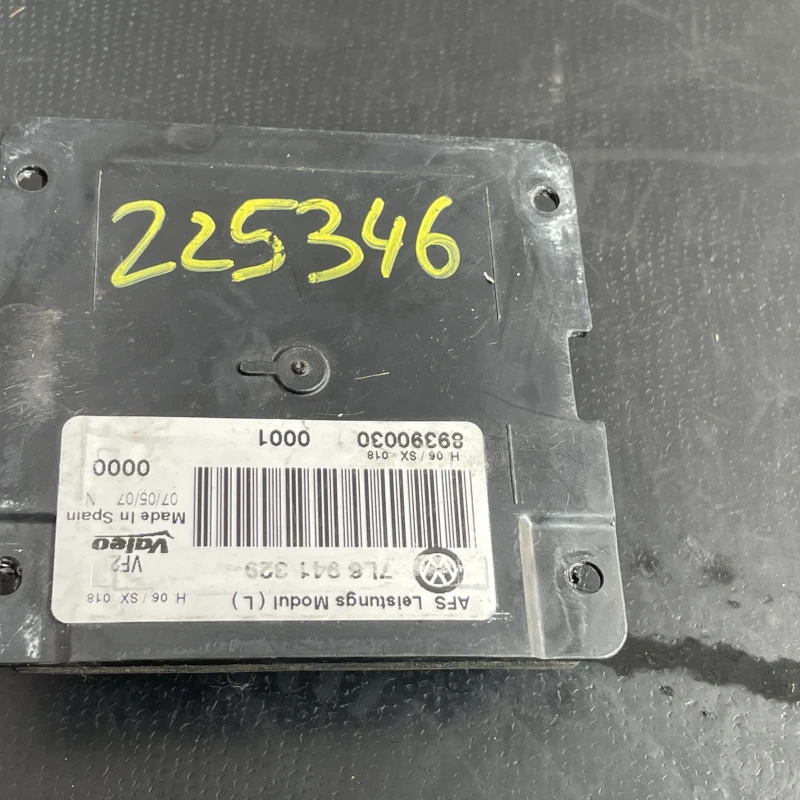 225346
AFS Leistungs Modul (L)
H 06 / SX 018
7L6 941 329
VF2
Valeo
Made In Spain
07/05/07 N
0000
H 06 / SX 018
89390030 0001